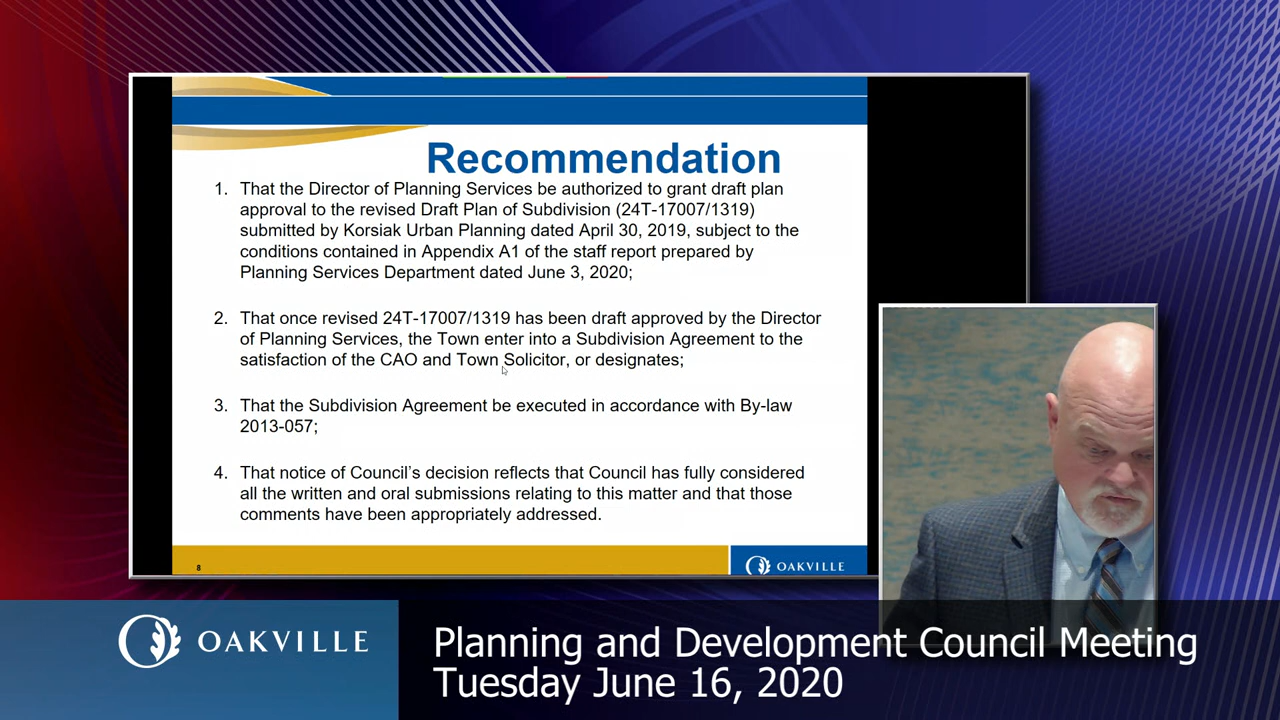 Recommendation
1. That the Director of Planning Services be authorized to grant draft plan
approval to the revised Draft Plan of Subdivision (24T-17007/1319)
submitted by Korsiak Urban Planning dated April 30, 2019, subject to the
conditions contained in Appendix A1 of the staff report prepared by
Planning Services Department dated June 3, 2020;
2. That once revised 24T-17007/1319 has been draft approved by the Director
of Planning Services, the Town enter into a Subdivision Agreement to the
satisfaction of the CAO and Town Solicitor, or designates;
3. That the Subdivision Agreement be executed in accordance with By-law
2013-057;
4. That notice of Council’s decision reflects that Council has fully considered
all the written and oral submissions relating to this matter and that those
comments have been appropriately addressed.
8
OAKVILLE
OAKVILLE
Planning and Development Council Meeting
Tuesday June 16, 2020